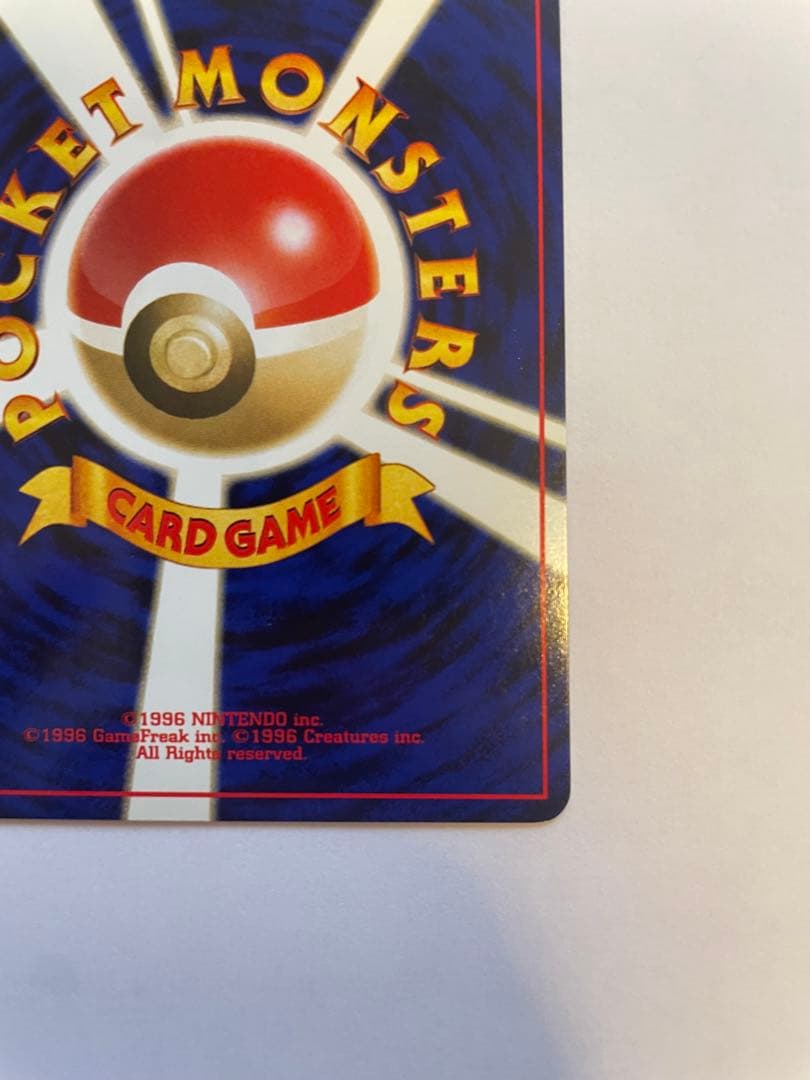 POCKET MONSTERS
CARD GAME
©1996 NINTENDO inc.
©1996 GameFreak inc. ©1996 Creatures inc.
All Rights reserved.